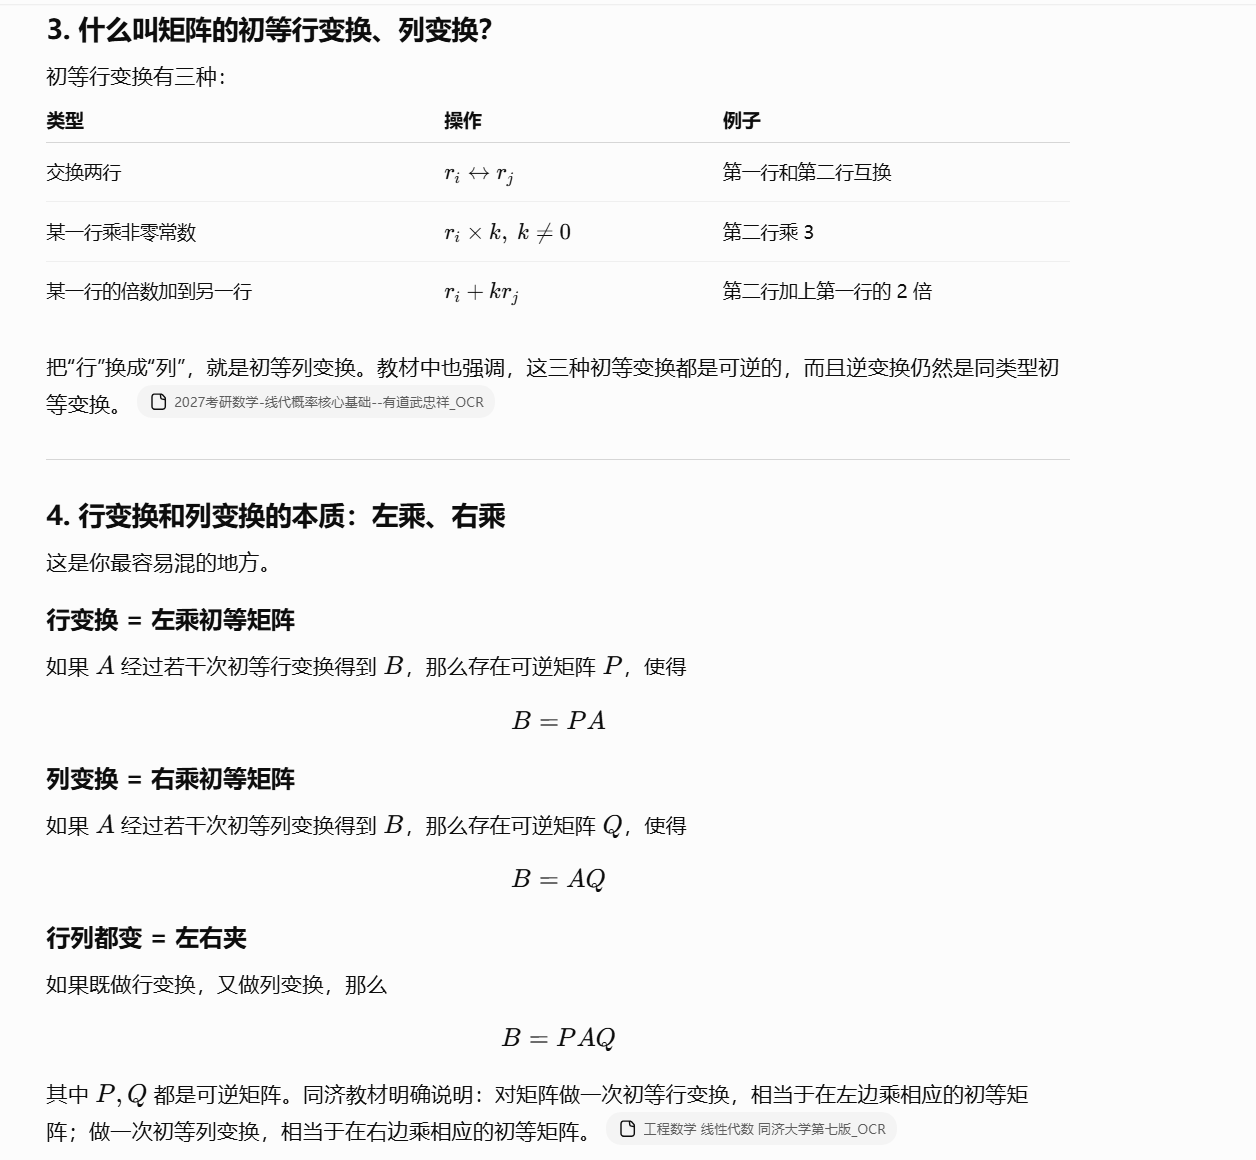 3. 什么叫矩阵的初等行变换、列变换？
初等行变换有三种：
类型 操作 例子
交换两行 r_i ↔ r_j 第一行和第二行互换
某一行乘非零常数 r_i × k, k ≠ 0 第二行乘 3
某一行的倍数加到另一行 r_i + kr_j 第二行加上第一行的 2 倍
把“行”换成“列”，就是初等列变换。教材中也强调，这三种初等变换都是可逆的，而且逆变换仍然是同类型初
等变换。 2027考研数学-线代概率核心基础--有道武忠祥_OCR
4. 行变换和列变换的本质：左乘、右乘
这是你最容易混的地方。
行变换 = 左乘初等矩阵
如果 A 经过若干次初等行变换得到 B，那么存在可逆矩阵 P，使得
B = PA
列变换 = 右乘初等矩阵
如果 A 经过若干次初等列变换得到 B，那么存在可逆矩阵 Q，使得
B = AQ
行列都变 = 左右夹
如果既做行变换，又做列变换，那么
B = PAQ
其中 P, Q 都是可逆矩阵。同济教材明确说明：对矩阵做一次初等行变换，相当于在左边乘相应的初等矩
阵；做一次初等列变换，相当于在右边乘相应的初等矩阵。 工程数学 线性代数 同济大学第七版_OCR